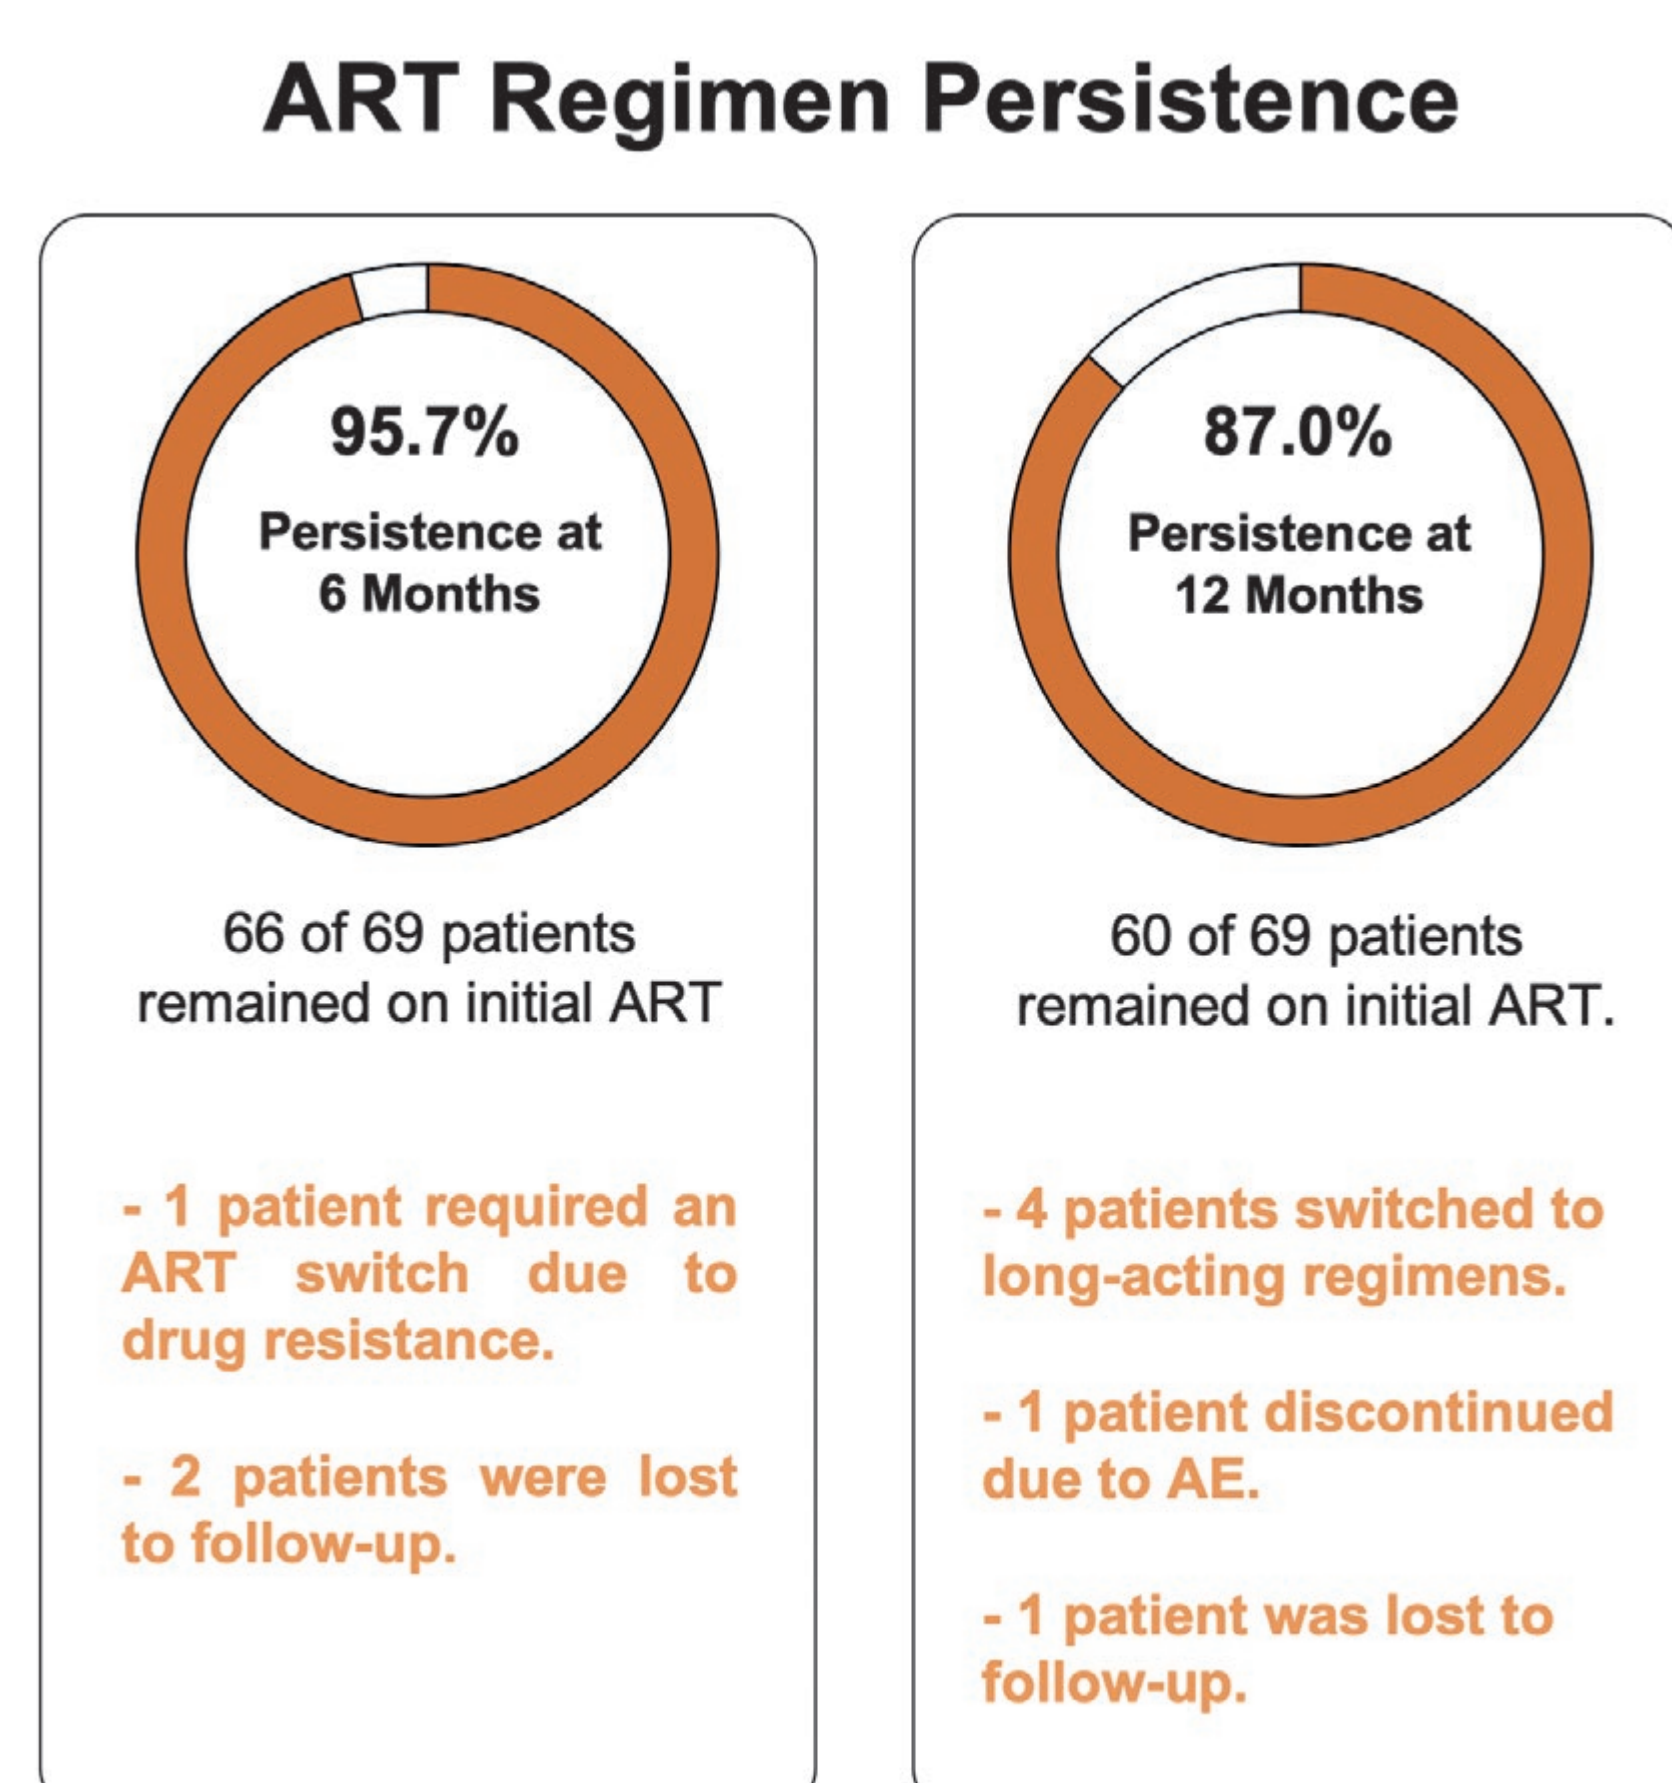 ART Regimen Persistence
95.7%
Persistence at
6 Months
66 of 69 patients
remained on initial ART
- 1 patient required an
ART switch due to
drug resistance.
- 2 patients were lost
to follow-up.
87.0%
Persistence at
12 Months
60 of 69 patients
remained on initial ART.
- 4 patients switched to
long-acting regimens.
- 1 patient discontinued
due to AE.
- 1 patient was lost to
follow-up.